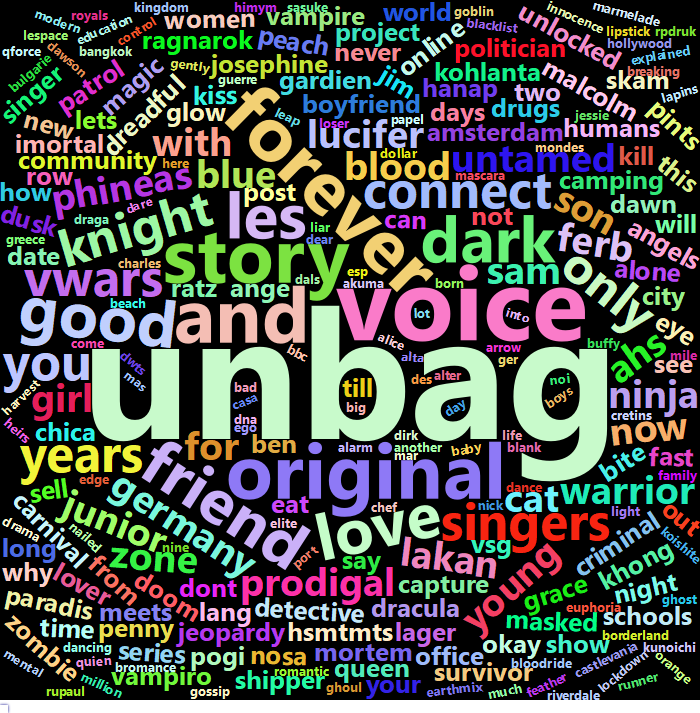 modern royals kingdom himym sasuke goblin innocence marmelade
education control women vampire world blacklist lipstick rpdruk
lespace dawson ragnarok peach project online unlocked hollywood
qforce bangkok gently josephine never politician explained
bulgarie singer patrol magic guerre gardien jim kohlanta malcolm skam breaking
dreadful glow kiss leap boyfriend hanap two pints lapins
new lets loser papel days drugs jessie
imortal with lucifer amsterdam humans
community here dollar mondes this
row phineas blue blood mascara untamed kill
how dare post forever connect camping
dusk draga knight les liar can not son dawn will
greece dear story dark ferb angels
date charles dals esp sam only alone
vwars ratz ange akuma born city
beach good and voice lot into eye
come alice arrow buffy ahs see mile
you dwts bbc alta ger
harvest mas unbag till des alter noi ninja
girl bad casa big day boys cretins
heirs chica dna ego now
years for ben alarm dirk another life blank bite fast
edge mar baby family
sell friend original dance cat warrior
carnival junior germany eat chef nick light out
drama nailed elite love singers koishite
long nine port vsg criminal
zone say lakan khong
why lover from doom dont prodigal capture young grace night ghost
paradis meets lang detective dracula euphoria schools
time penny jeopardy hsmtmts lager masked borderland
zombie dancing okay show kunoichi
quien series pogi nosa mortem office castlevania orange
mental bromance romantic queen bloodride lockdown
million vampiro shipper survivor runner
rupaul gossip ghoul your earthmix much feather riverdale